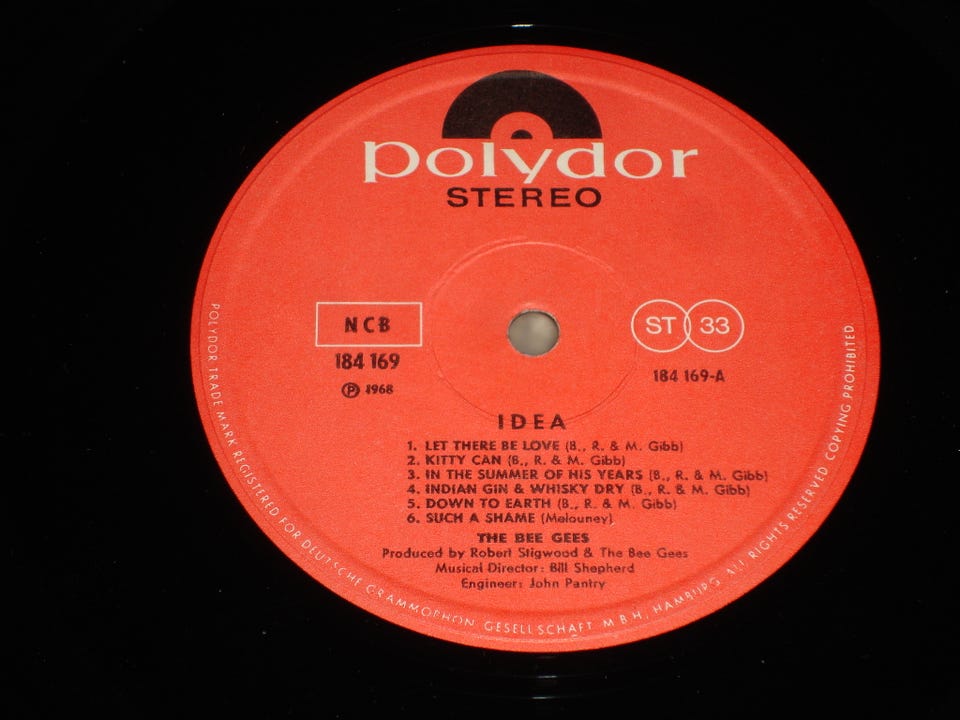 polydor
STEREO
NCB
184 169
Ⓟ 1968
ST 33
184 169-A
IDEA
1. LET THERE BE LOVE (B., R. & M. Gibb)
2. KITTY CAN (B., R. & M. Gibb)
3. IN THE SUMMER OF HIS YEARS (B., R. & M. Gibb)
4. INDIAN GIN & WHISKY DRY (B., R. & M. Gibb)
5. DOWN TO EARTH (B., R. & M. Gibb)
6. SUCH A SHAME (Melouney)
THE BEE GEES
Produced by Robert Stigwood & The Bee Gees
Musical Director: Bill Shepherd
Engineer: John Pantry
POLYDOR TRADE MARK REGISTERED FOR DEUTSCHE GRAMMOPHON GESELLSCHAFT M.B.H. HAMBURG ALL RIGHTS RESERVED COPYING PROHIBITED